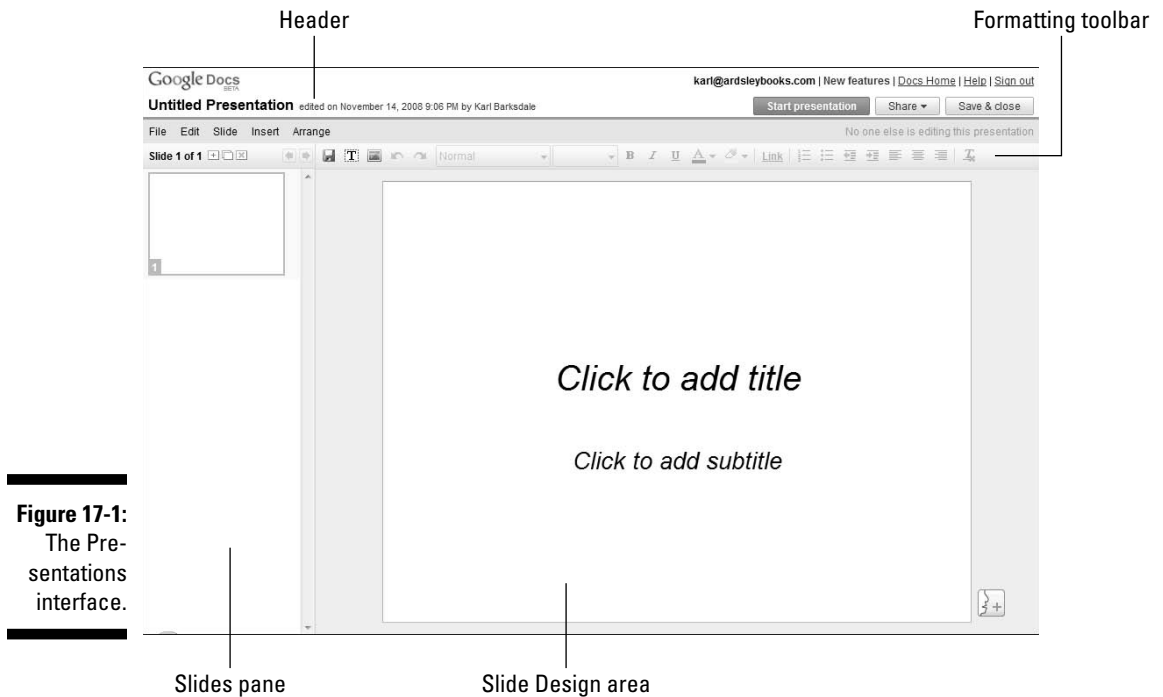 Header
Formatting toolbar
Google Docs
BETA
karl@ardsleybooks.com | New features | Docs Home | Help | Sign out
Untitled Presentation edited on November 14, 2008 9:06 PM by Karl Barksdale
Start presentation
Share
Save & close
File Edit Slide Insert Arrange
No one else is editing this presentation
Slide 1 of 1
T
Normal
B I U A
Link
T
1
Click to add title
Click to add subtitle
Figure 17-1:
The Pre-
sentations
interface.
Slides pane
Slide Design area